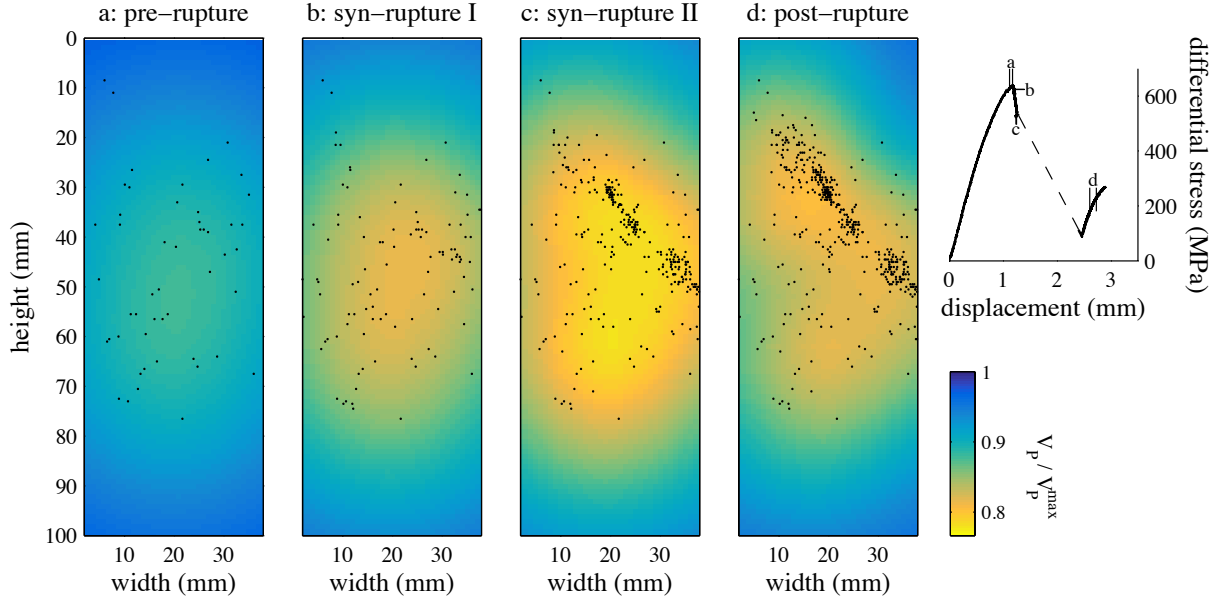 a: pre−rupture
b: syn−rupture I
c: syn−rupture II
d: post−rupture
0
10
20
30
40
50
60
70
80
90
100
height (mm)
10 20 30
width (mm)
10 20 30
width (mm)
10 20 30
width (mm)
10 20 30
width (mm)
a
b
c
d
600
400
200
0
differential stress (MPa)
0 1 2 3
displacement (mm)
1
0.9
0.8
V_P / V_P^max